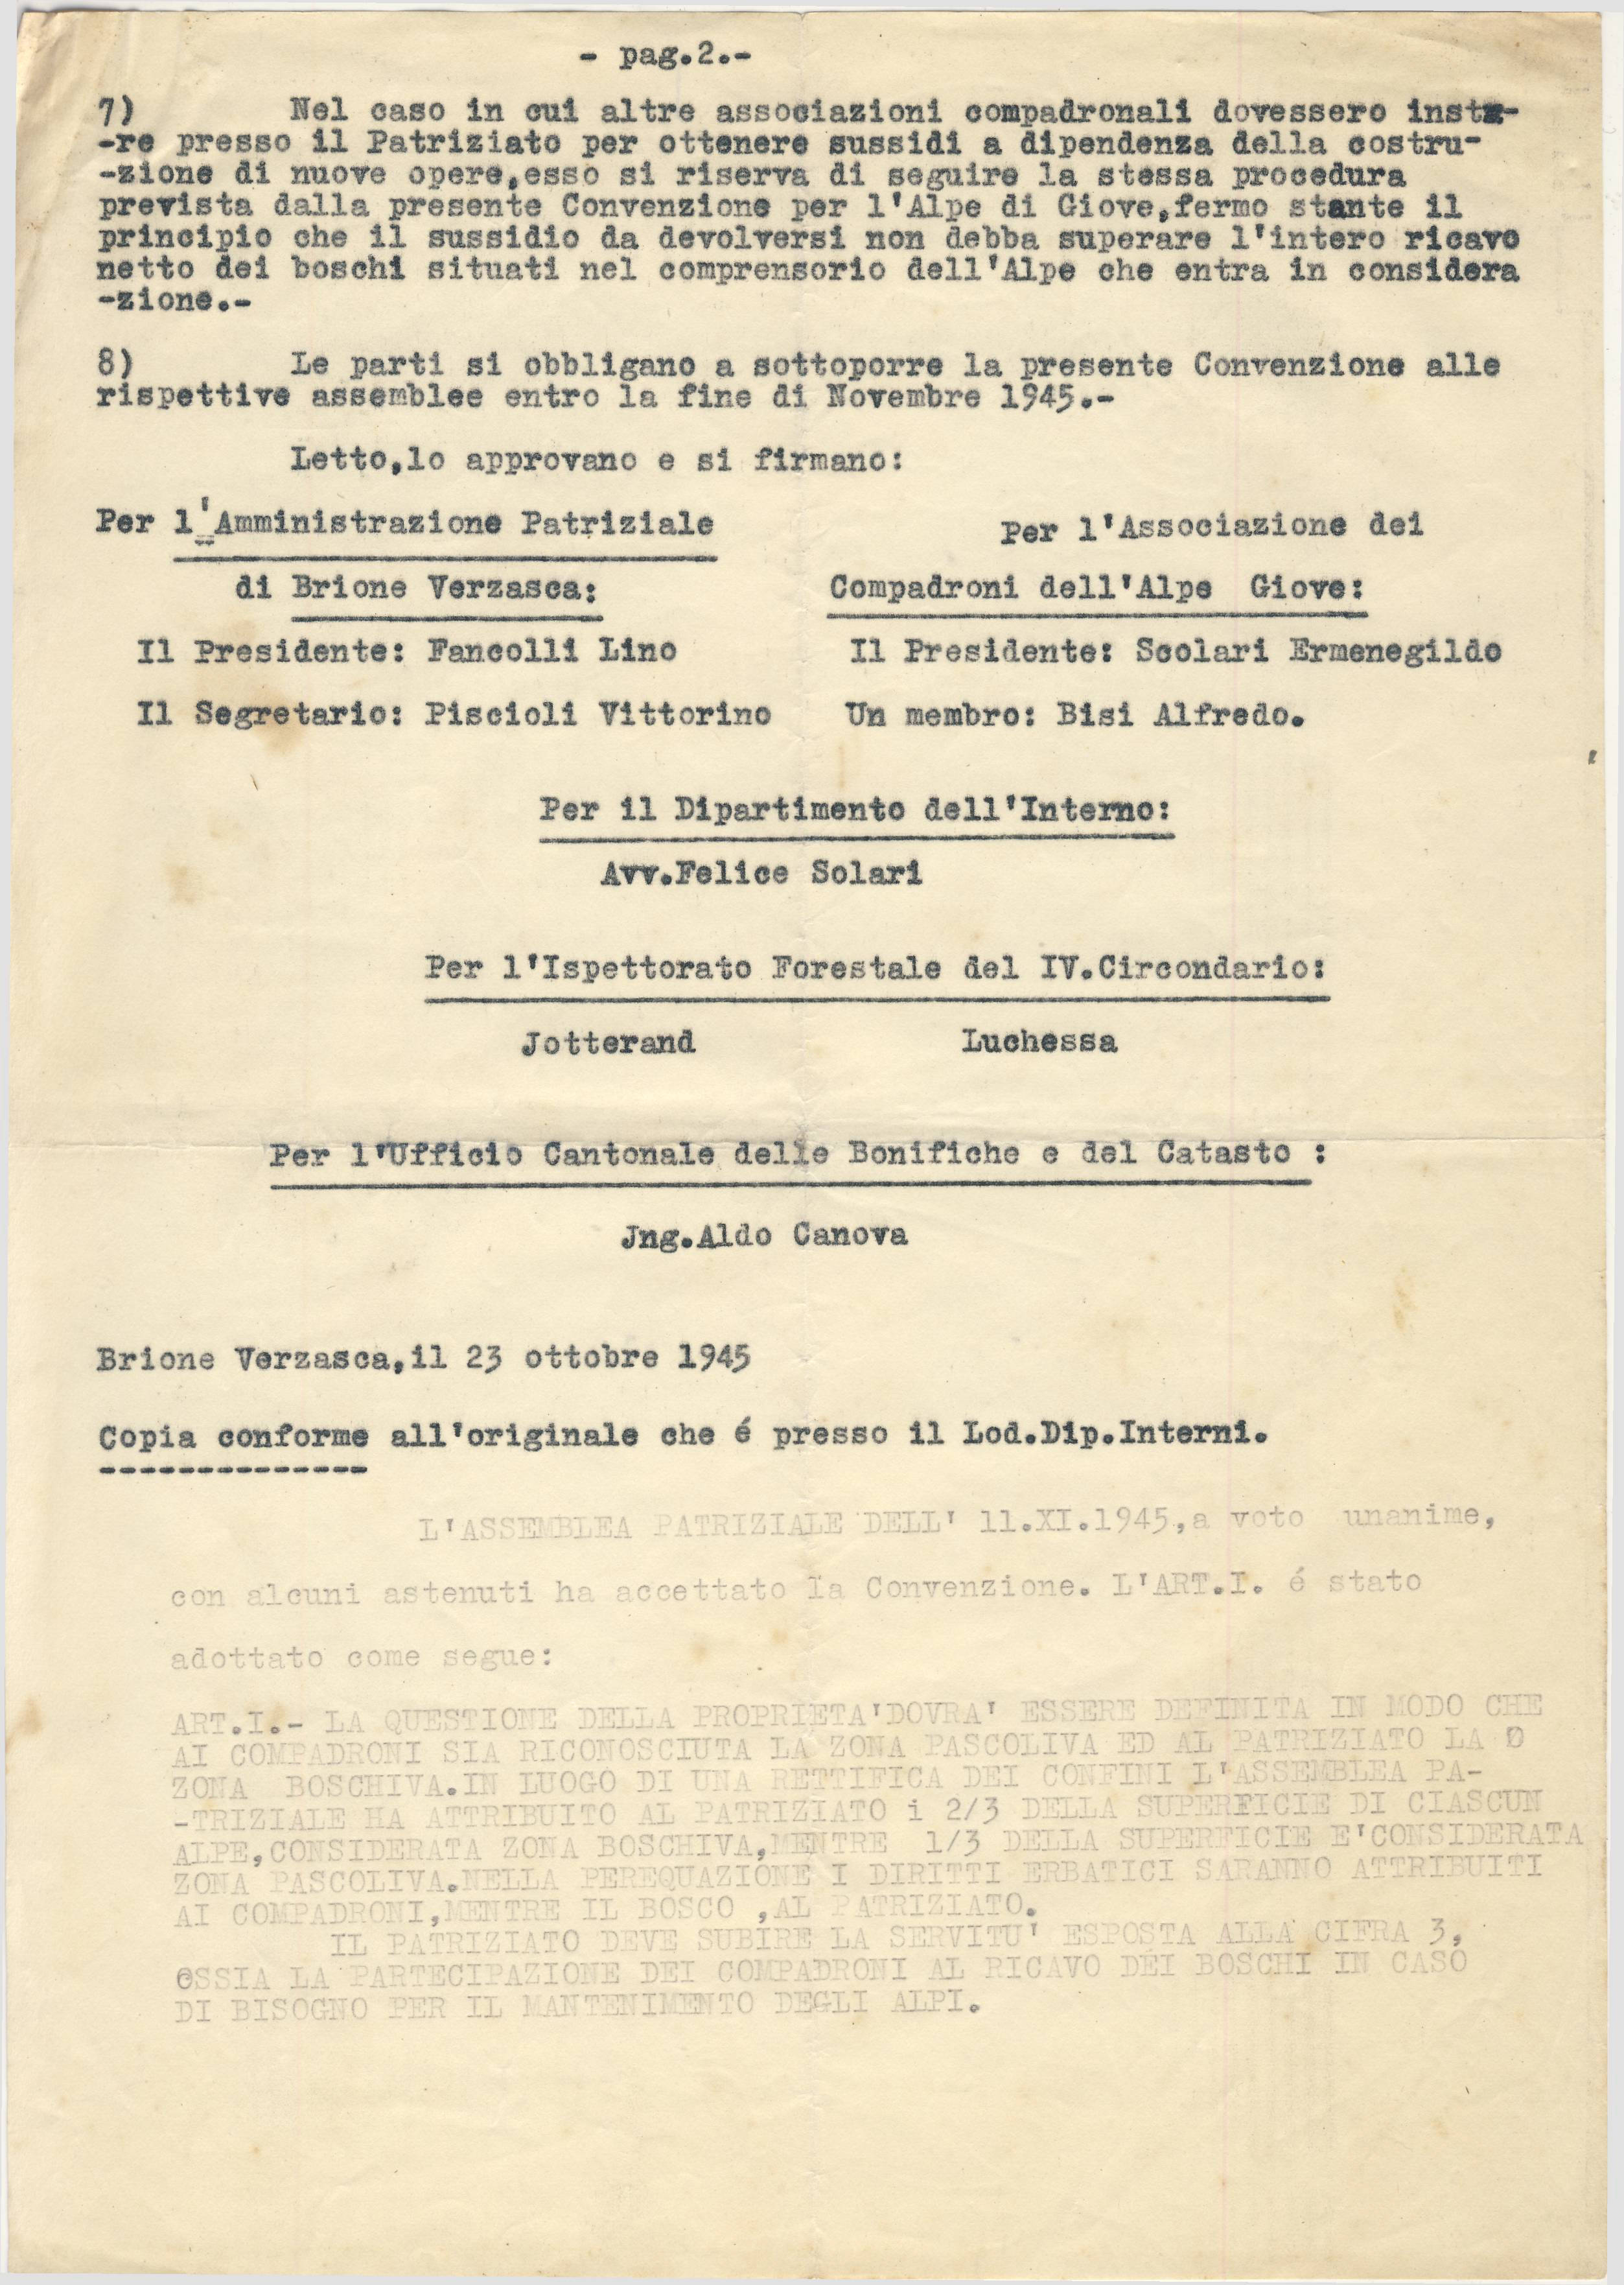 - pag.2.-
7) Nel caso in cui altre associazioni compadronali dovessero insta-
-re presso il Patriziato per ottenere sussidi a dipendenza della costru-
-zione di nuove opere,esso si riserva di seguire la stessa procedura
prevista dalla presente Convenzione per l'Alpe di Giove,fermo stante il
principio che il sussidio da devolversi non debba superare l'intero ricavo
netto dei boschi situati nel comprensorio dell'Alpe che entra in considera
-zione.-
8) Le parti si obbligano a sottoporre la presente Convenzione alle
rispettive assemblee entro la fine di Novembre 1945.-
Letto,lo approvano e si firmano:
Per l'Amministrazione Patriziale
di Brione Verzasca:
Il Presidente: Fancolli Lino
Il Segretario: Piscioli Vittorino
Per l'Associazione dei
Compadroni dell'Alpe Giove:
Il Presidente: Scolari Ermenegildo
Un membro: Bisi Alfredo.
Per il Dipartimento dell'Interno:
Avv.Felice Solari
Per l'Ispettorato Forestale del IV.Circondario:
Jotterand Luchessa
Per l'Ufficio Cantonale delle Bonifiche e del Catasto :
Jng.Aldo Canova
Brione Verzasca,il 23 ottobre 1945
Copia conforme all'originale che é presso il Lod.Dip.Interni.
--------------
L'ASSEMBLEA PATRIZIALE DELL' 11.XI.1945,a voto unanime,
con alcuni astenuti ha accettato la Convenzione. L'ART.I. é stato
adottato come segue:
ART.I.- LA QUESTIONE DELLA PROPRIETA'DOVRA' ESSERE DEFINITA IN MODO CHE
AI COMPADRONI SIA RICONOSCIUTA LA ZONA PASCOLIVA ED AL PATRIZIATO LA
ZONA BOSCHIVA.IN LUOGO DI UNA RETTIFICA DEI CONFINI L'ASSEMBLEA PA-
-TRIZIALE HA ATTRIBUITO AL PATRIZIATO i 2/3 DELLA SUPERFICIE DI CIASCUN
ALPE,CONSIDERATA ZONA BOSCHIVA,MENTRE 1/3 DELLA SUPERFICIE E'CONSIDERATA
ZONA PASCOLIVA.NELLA PEREQUAZIONE I DIRITTI ERBATICI SARANNO ATTRIBUITI
AI COMPADRONI,MENTRE IL BOSCO ,AL PATRIZIATO.
IL PATRIZIATO DEVE SUBIRE LA SERVITU' ESPOSTA ALLA CIFRA 3,
OSSIA LA PARTECIPAZIONE DEI COMPADRONI AL RICAVO DEI BOSCHI IN CASO
DI BISOGNO PER IL MANTENIMENTO DEGLI ALPI.